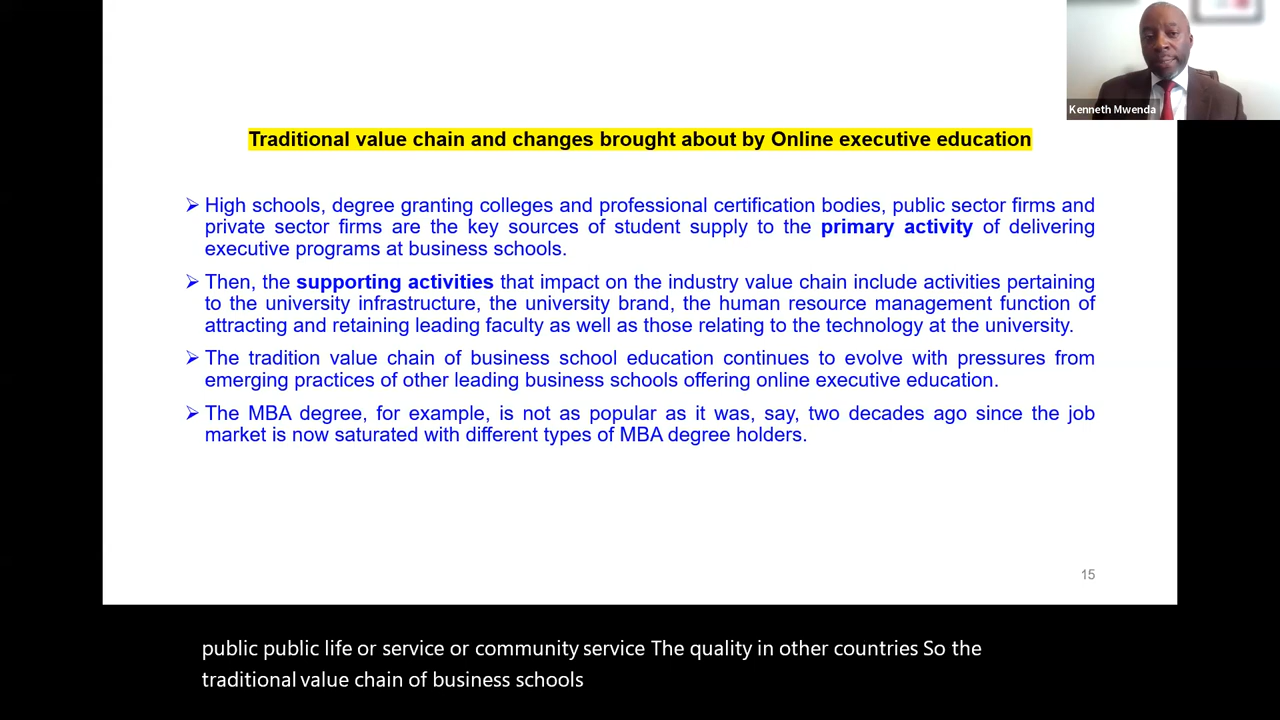 Kenneth Mwenda
Traditional value chain and changes brought about by Online executive education
➢ High schools, degree granting colleges and professional certification bodies, public sector firms and
private sector firms are the key sources of student supply to the primary activity of delivering
executive programs at business schools.
➢ Then, the supporting activities that impact on the industry value chain include activities pertaining
to the university infrastructure, the university brand, the human resource management function of
attracting and retaining leading faculty as well as those relating to the technology at the university.
➢ The tradition value chain of business school education continues to evolve with pressures from
emerging practices of other leading business schools offering online executive education.
➢ The MBA degree, for example, is not as popular as it was, say, two decades ago since the job
market is now saturated with different types of MBA degree holders.
15
public public life or service or community service The quality in other countries So the
traditional value chain of business schools